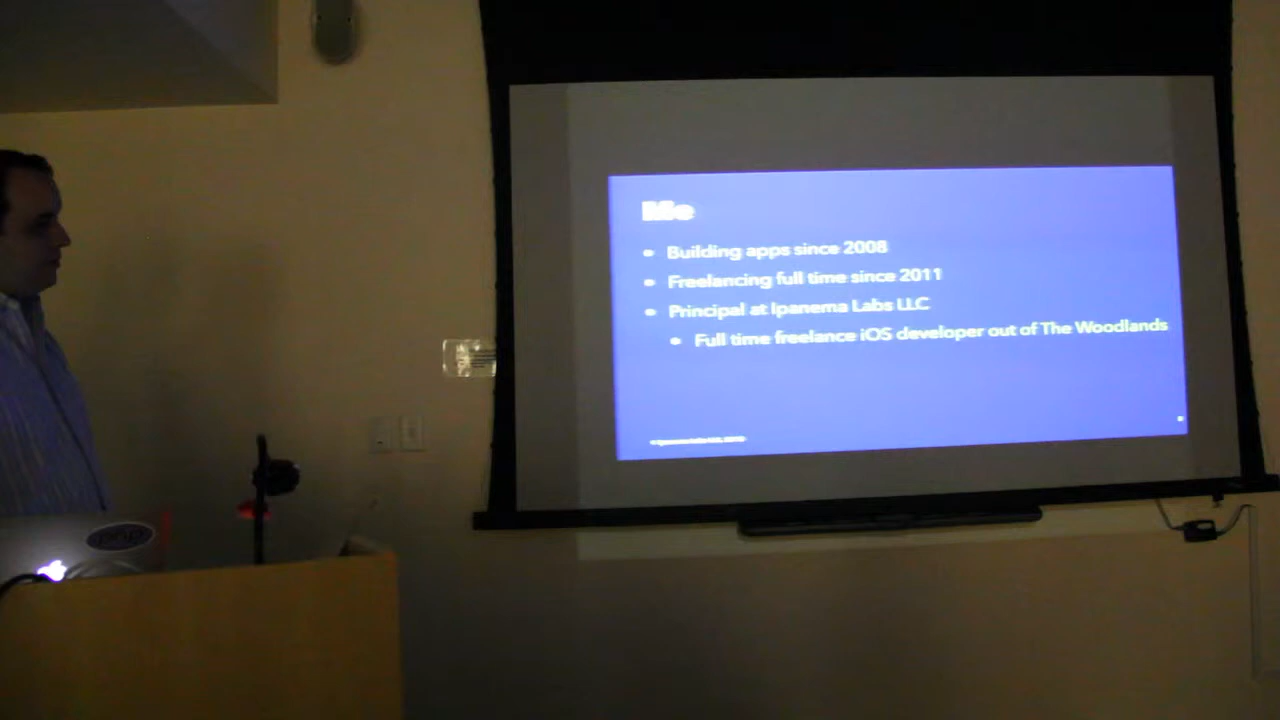 Me
• Building apps since 2008
• Freelancing full time since 2011
• Principal at Ipanema Labs LLC
• Full time freelance iOS developer out of The Woodlands
php